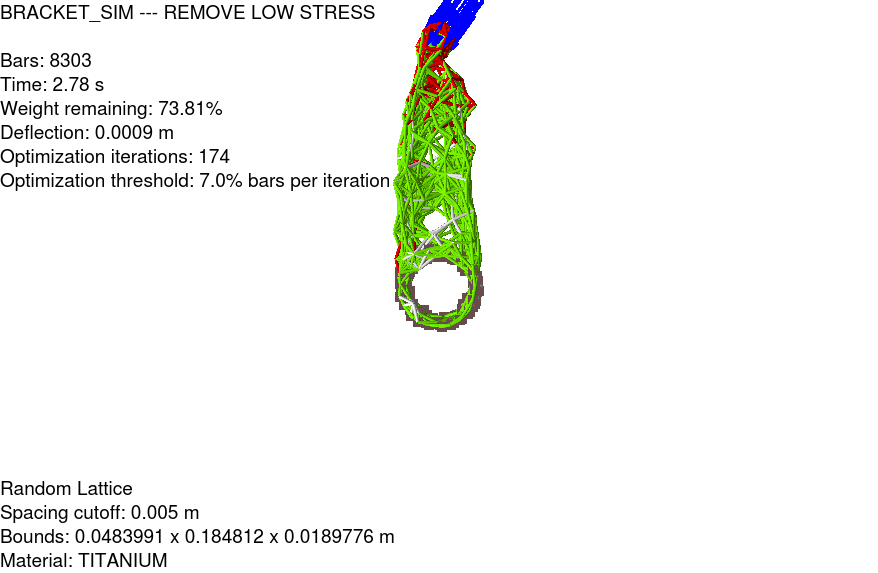 BRACKET_SIM --- REMOVE LOW STRESS
Bars: 8303
Time: 2.78 s
Weight remaining: 73.81%
Deflection: 0.0009 m
Optimization iterations: 174
Optimization threshold: 7.0% bars per iteration
Random Lattice
Spacing cutoff: 0.005 m
Bounds: 0.0483991 x 0.184812 x 0.0189776 m
Material: TITANIUM